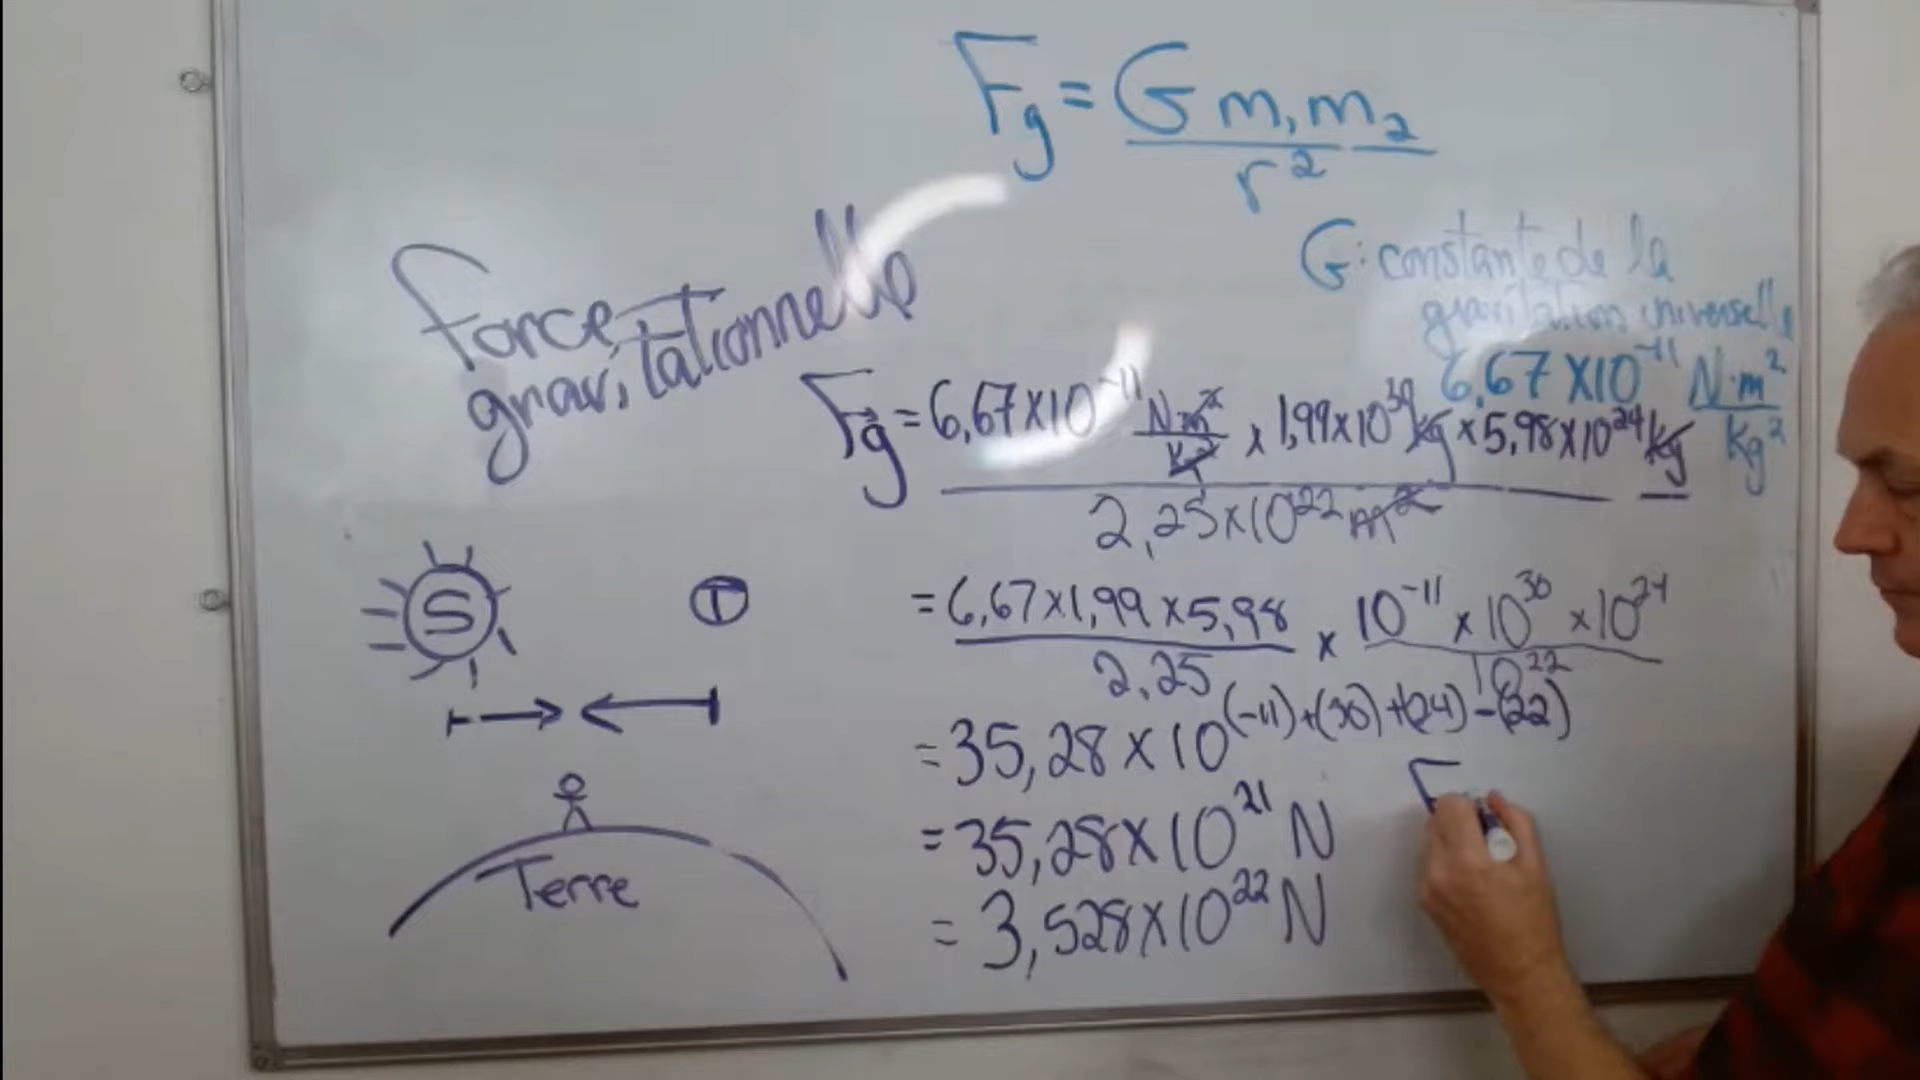 Fg = G m₁m₂
r²
G: constante de la
gravitation universelle
6,67 x10⁻¹¹ N·m²
kg²
Force
gravitationnelle
Fg = 6,67x10⁻¹¹ N·m² x 1,99x10³⁰ kg x 5,98x10²⁴ kg
kg²
2,25x10²² m²
= 6,67x1,99x5,98 x 10⁻¹¹ x 10³⁰ x 10²⁴
2,25 10²²
= 35,28 x 10⁽⁻¹¹⁾⁺⁽³⁰⁾⁺⁽²⁴⁾⁻⁽²²⁾
= 35,28x10²¹ N
= 3,528x10²² N
F
S
T
Terre